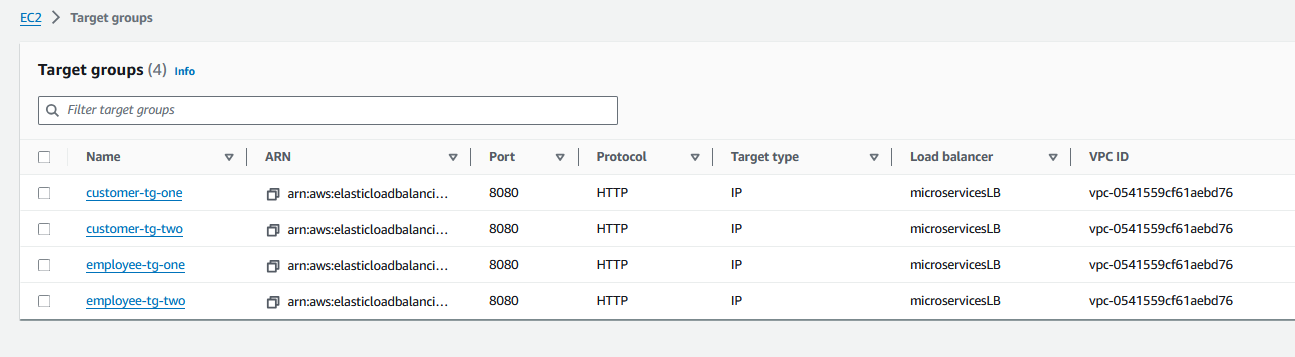 EC2 > Target groups
Target groups (4) Info
Filter target groups
Name ARN Port Protocol Target type Load balancer VPC ID
customer-tg-one arn:aws:elasticloadbalanci... 8080 HTTP IP microservicesLB vpc-0541559cf61aebd76
customer-tg-two arn:aws:elasticloadbalanci... 8080 HTTP IP microservicesLB vpc-0541559cf61aebd76
employee-tg-one arn:aws:elasticloadbalanci... 8080 HTTP IP microservicesLB vpc-0541559cf61aebd76
employee-tg-two arn:aws:elasticloadbalanci... 8080 HTTP IP microservicesLB vpc-0541559cf61aebd76